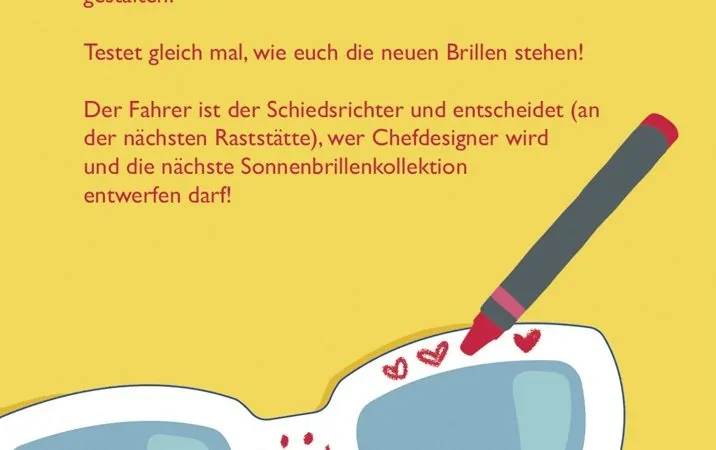 gestalten.
Testet gleich mal, wie euch die neuen Brillen stehen!
Der Fahrer ist der Schiedsrichter und entscheidet (an
der nächsten Raststätte), wer Chefdesigner wird
und die nächste Sonnenbrillenkollektion
entwerfen darf!